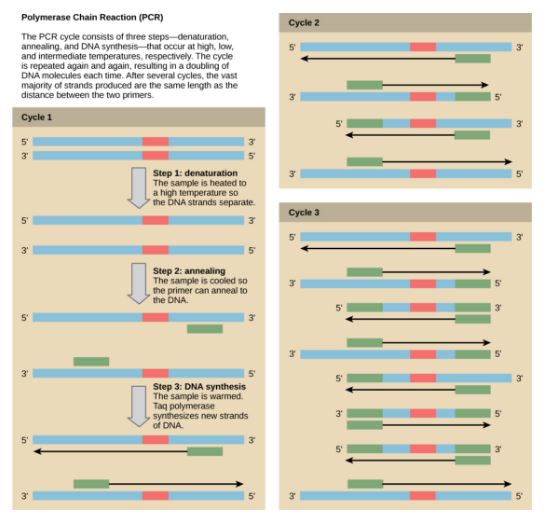 Polymerase Chain Reaction (PCR)
The PCR cycle consists of three steps—denaturation,
annealing, and DNA synthesis—that occur at high, low,
and intermediate temperatures, respectively. The cycle
is repeated again and again, resulting in a doubling of
DNA molecules each time. After several cycles, the vast
majority of strands produced are the same length as the
distance between the two primers.
Cycle 1
5' 3'
3' 5'
Step 1: denaturation
The sample is heated to
a high temperature so
the DNA strands separate.
5' 3'
3' 5'
Step 2: annealing
The sample is cooled so
the primer can anneal to
the DNA.
5' 3'
3' 5'
Step 3: DNA synthesis
The sample is warmed.
Taq polymerase
synthesizes new strands
of DNA.
5' 3'
3' 5'
Cycle 2
5' 3'
3' 5'
5' 3'
3' 5'
Cycle 3
5' 3'
3' 5'
5' 3'
3' 5'
5' 3'
3' 5'
5' 3'
3' 5'